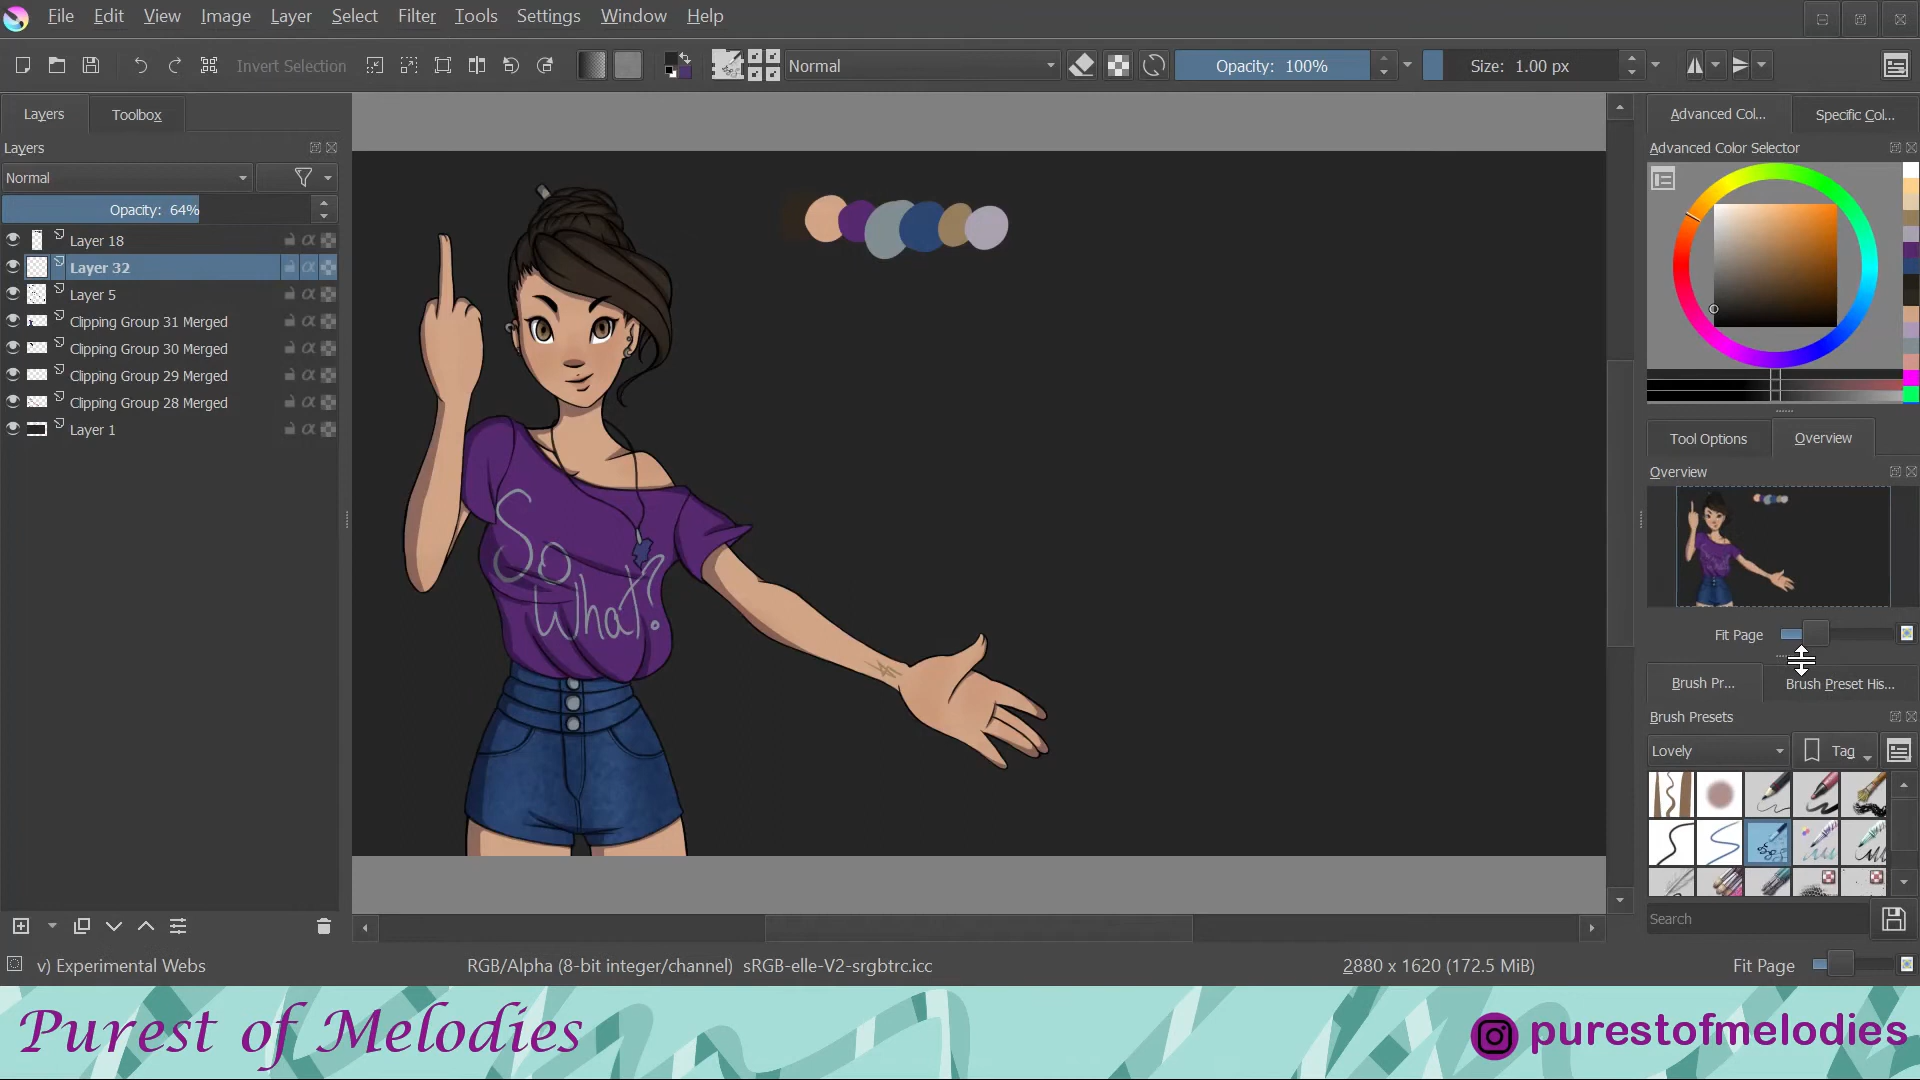 File Edit View Image Layer Select Filter Tools Settings Window Help
Invert Selection
Normal
Opacity: 100%
Size: 1.00 px
Layers
Toolbox
Layers
Normal
Opacity: 64%
Layer 18
Layer 32
Layer 5
Clipping Group 31 Merged
Clipping Group 30 Merged
Clipping Group 29 Merged
Clipping Group 28 Merged
Layer 1
So
What?
Advanced Col...
Specific Col...
Advanced Color Selector
Tool Options
Overview
Overview
Fit Page
Brush Pr...
Brush Preset His...
Brush Presets
Lovely
Tag
Search
v) Experimental Webs
RGB/Alpha (8-bit integer/channel) sRGB-elle-V2-srgbtrc.icc
2880 x 1620 (172.5 MiB)
Fit Page
Purest of Melodies
purestofmelodies